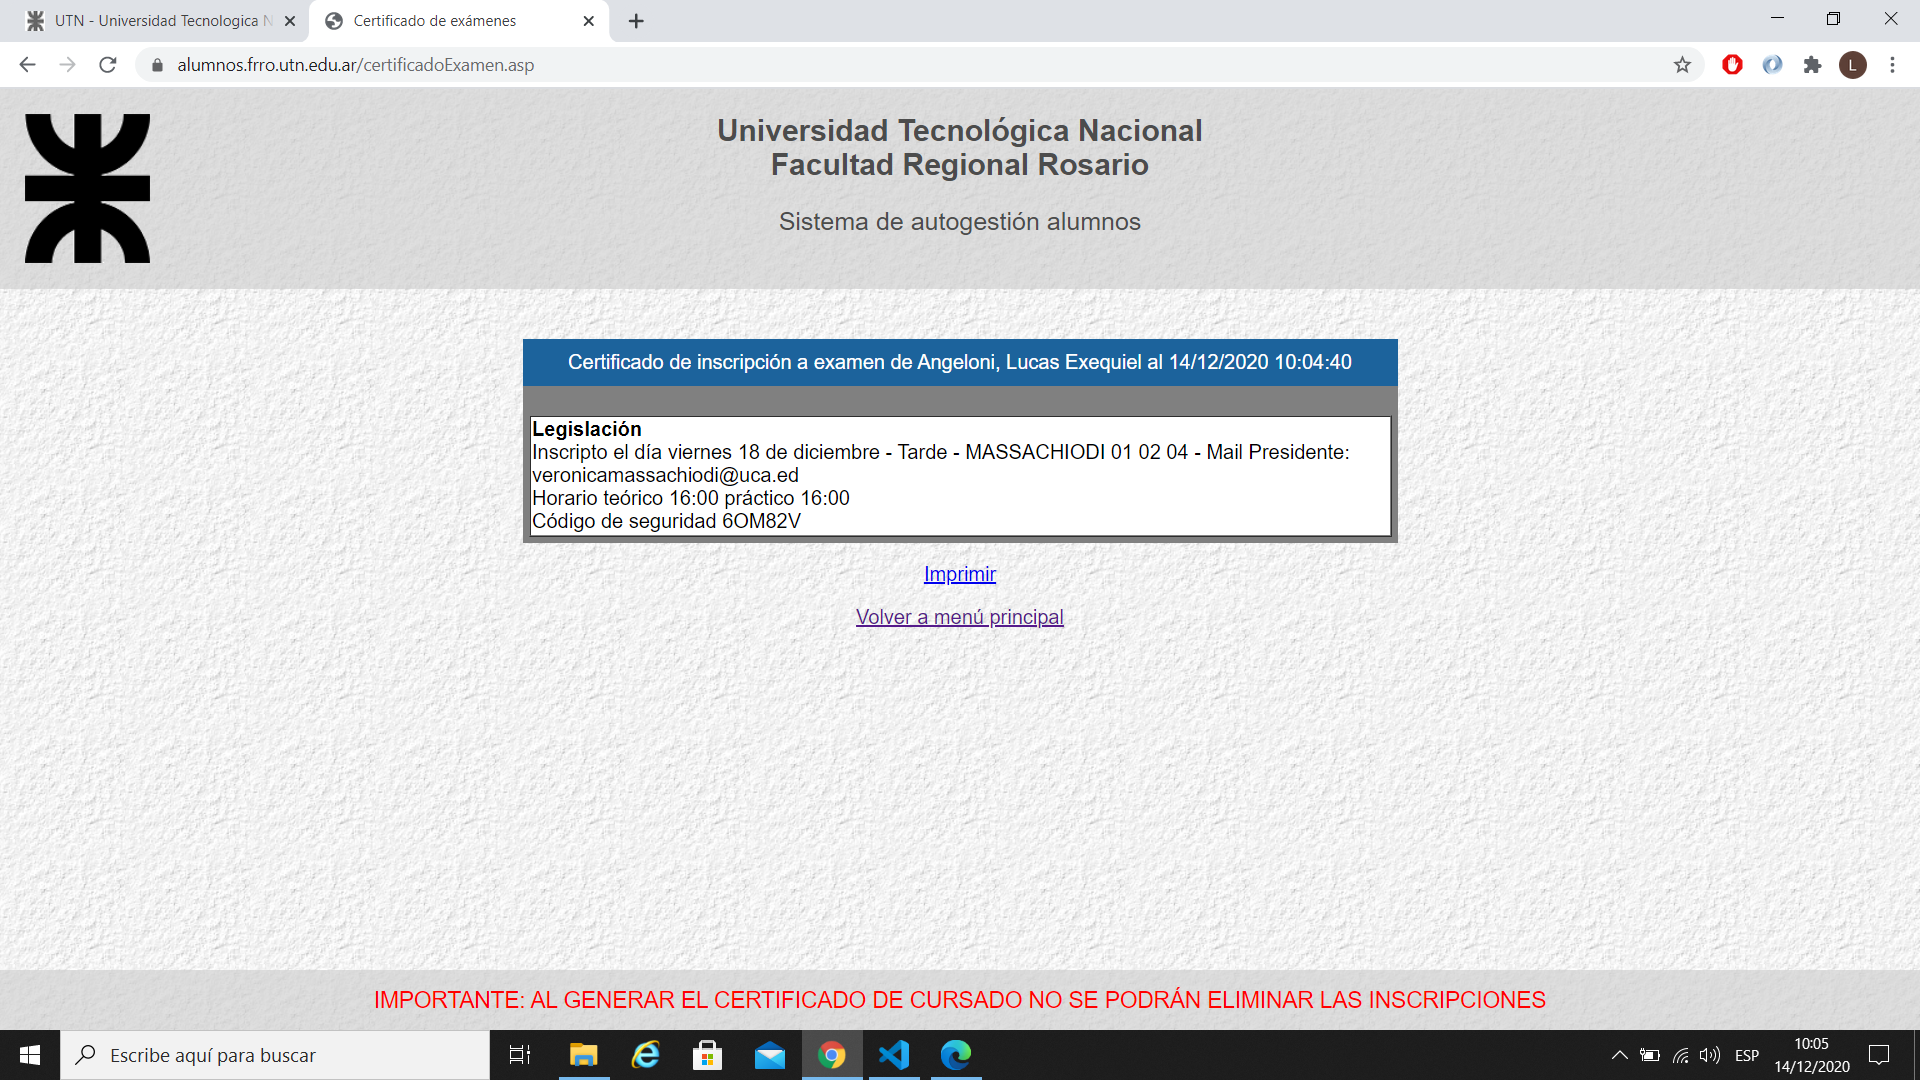 UTN - Universidad Tecnologica N
Certificado de exámenes
alumnos.frro.utn.edu.ar/certificadoExamen.asp
L
Universidad Tecnológica Nacional
Facultad Regional Rosario
Sistema de autogestión alumnos
Certificado de inscripción a examen de Angeloni, Lucas Exequiel al 14/12/2020 10:04:40
Legislación
Inscripto el día viernes 18 de diciembre - Tarde - MASSACHIODI 01 02 04 - Mail Presidente:
veronicamassachiodi@uca.ed
Horario teórico 16:00 práctico 16:00
Código de seguridad 6OM82V
Imprimir
Volver a menú principal
IMPORTANTE: AL GENERAR EL CERTIFICADO DE CURSADO NO SE PODRÁN ELIMINAR LAS INSCRIPCIONES
Escribe aquí para buscar
ESP
10:05
14/12/2020